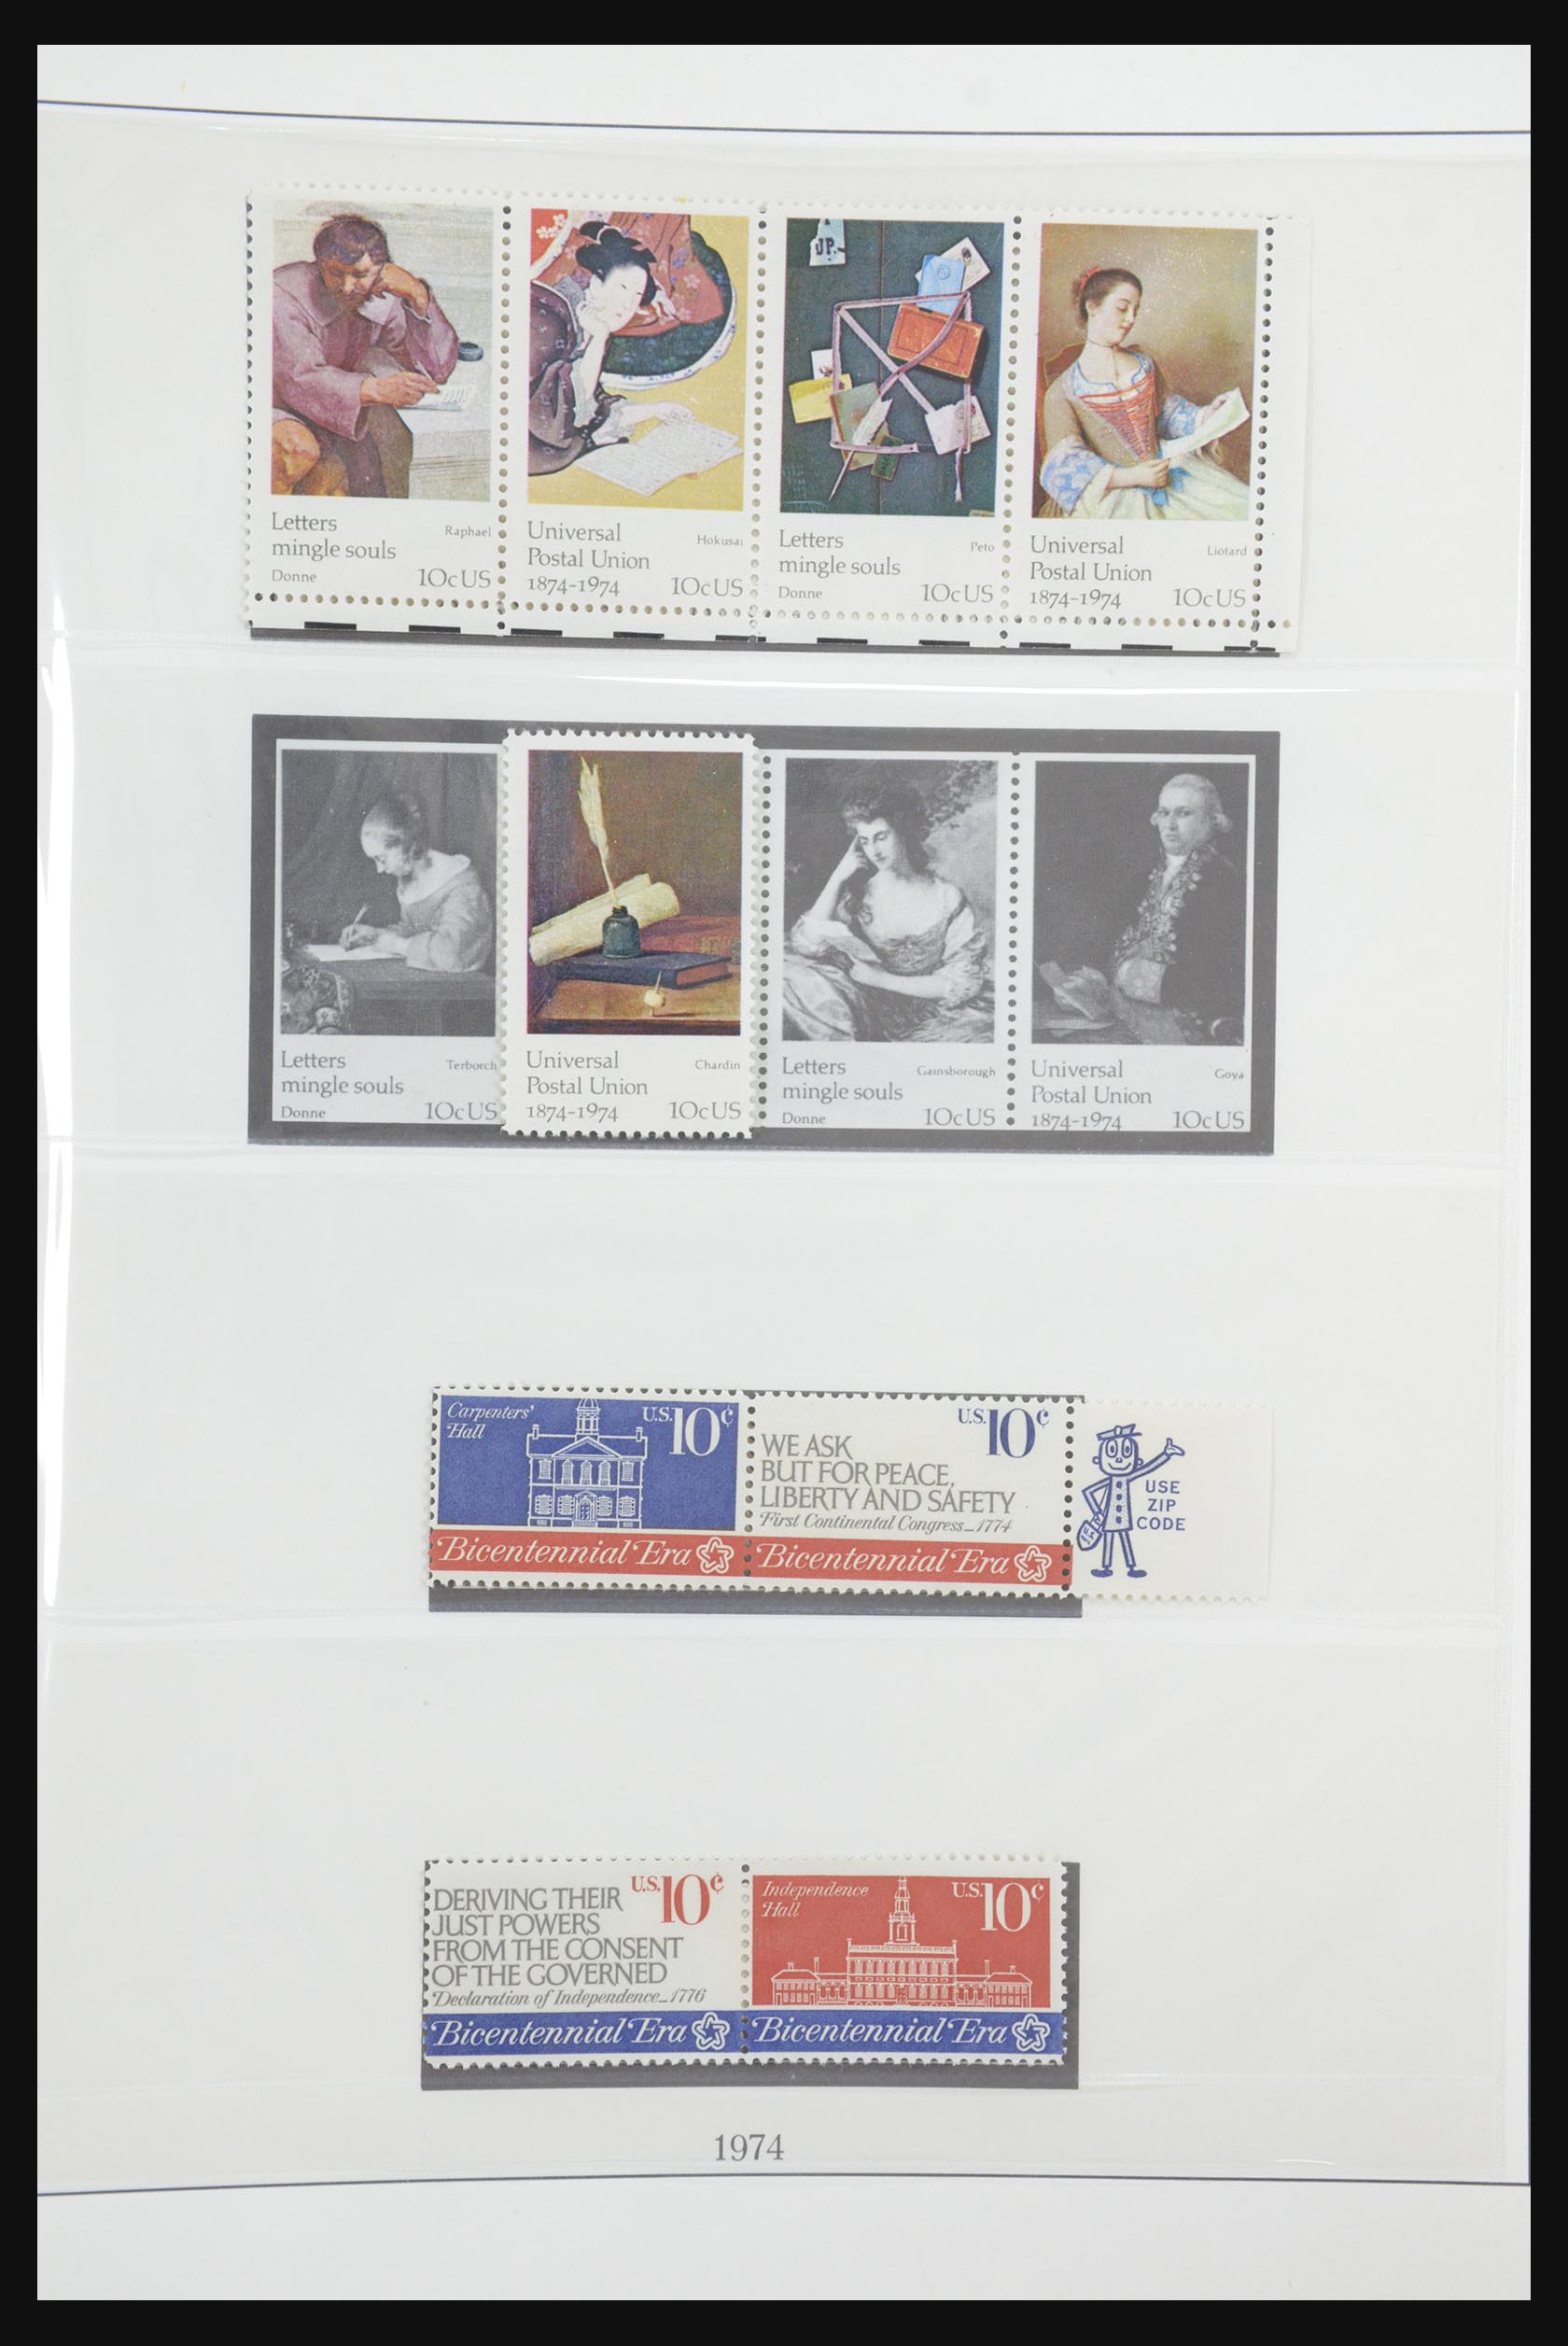 JP.
Letters
mingle souls
Raphael
Donne
10c US
Universal
Postal Union
Hokusai
1874-1974
10c US
Letters
mingle souls
Peto
Donne
10c US
Universal
Postal Union
Liotard
1874-1974
10c US
Letters
mingle souls
Terborch
Donne
10c US
Universal
Postal Union
Chardin
1874-1974
10c US
Letters
mingle souls
Gainsborough
Donne
10c US
Universal
Postal Union
Goya
1874-1974
10c US
Carpenters'
Hall
U.S. 10¢
Bicentennial Era
U.S. 10¢
WE ASK
BUT FOR PEACE,
LIBERTY AND SAFETY
First Continental Congress–1774
Bicentennial Era
USE
ZIP
CODE
U.S. 10¢
DERIVING THEIR
JUST POWERS
FROM THE CONSENT
OF THE GOVERNED
Declaration of Independence–1776
Bicentennial Era
Independence
Hall
U.S. 10¢
Bicentennial Era
1974